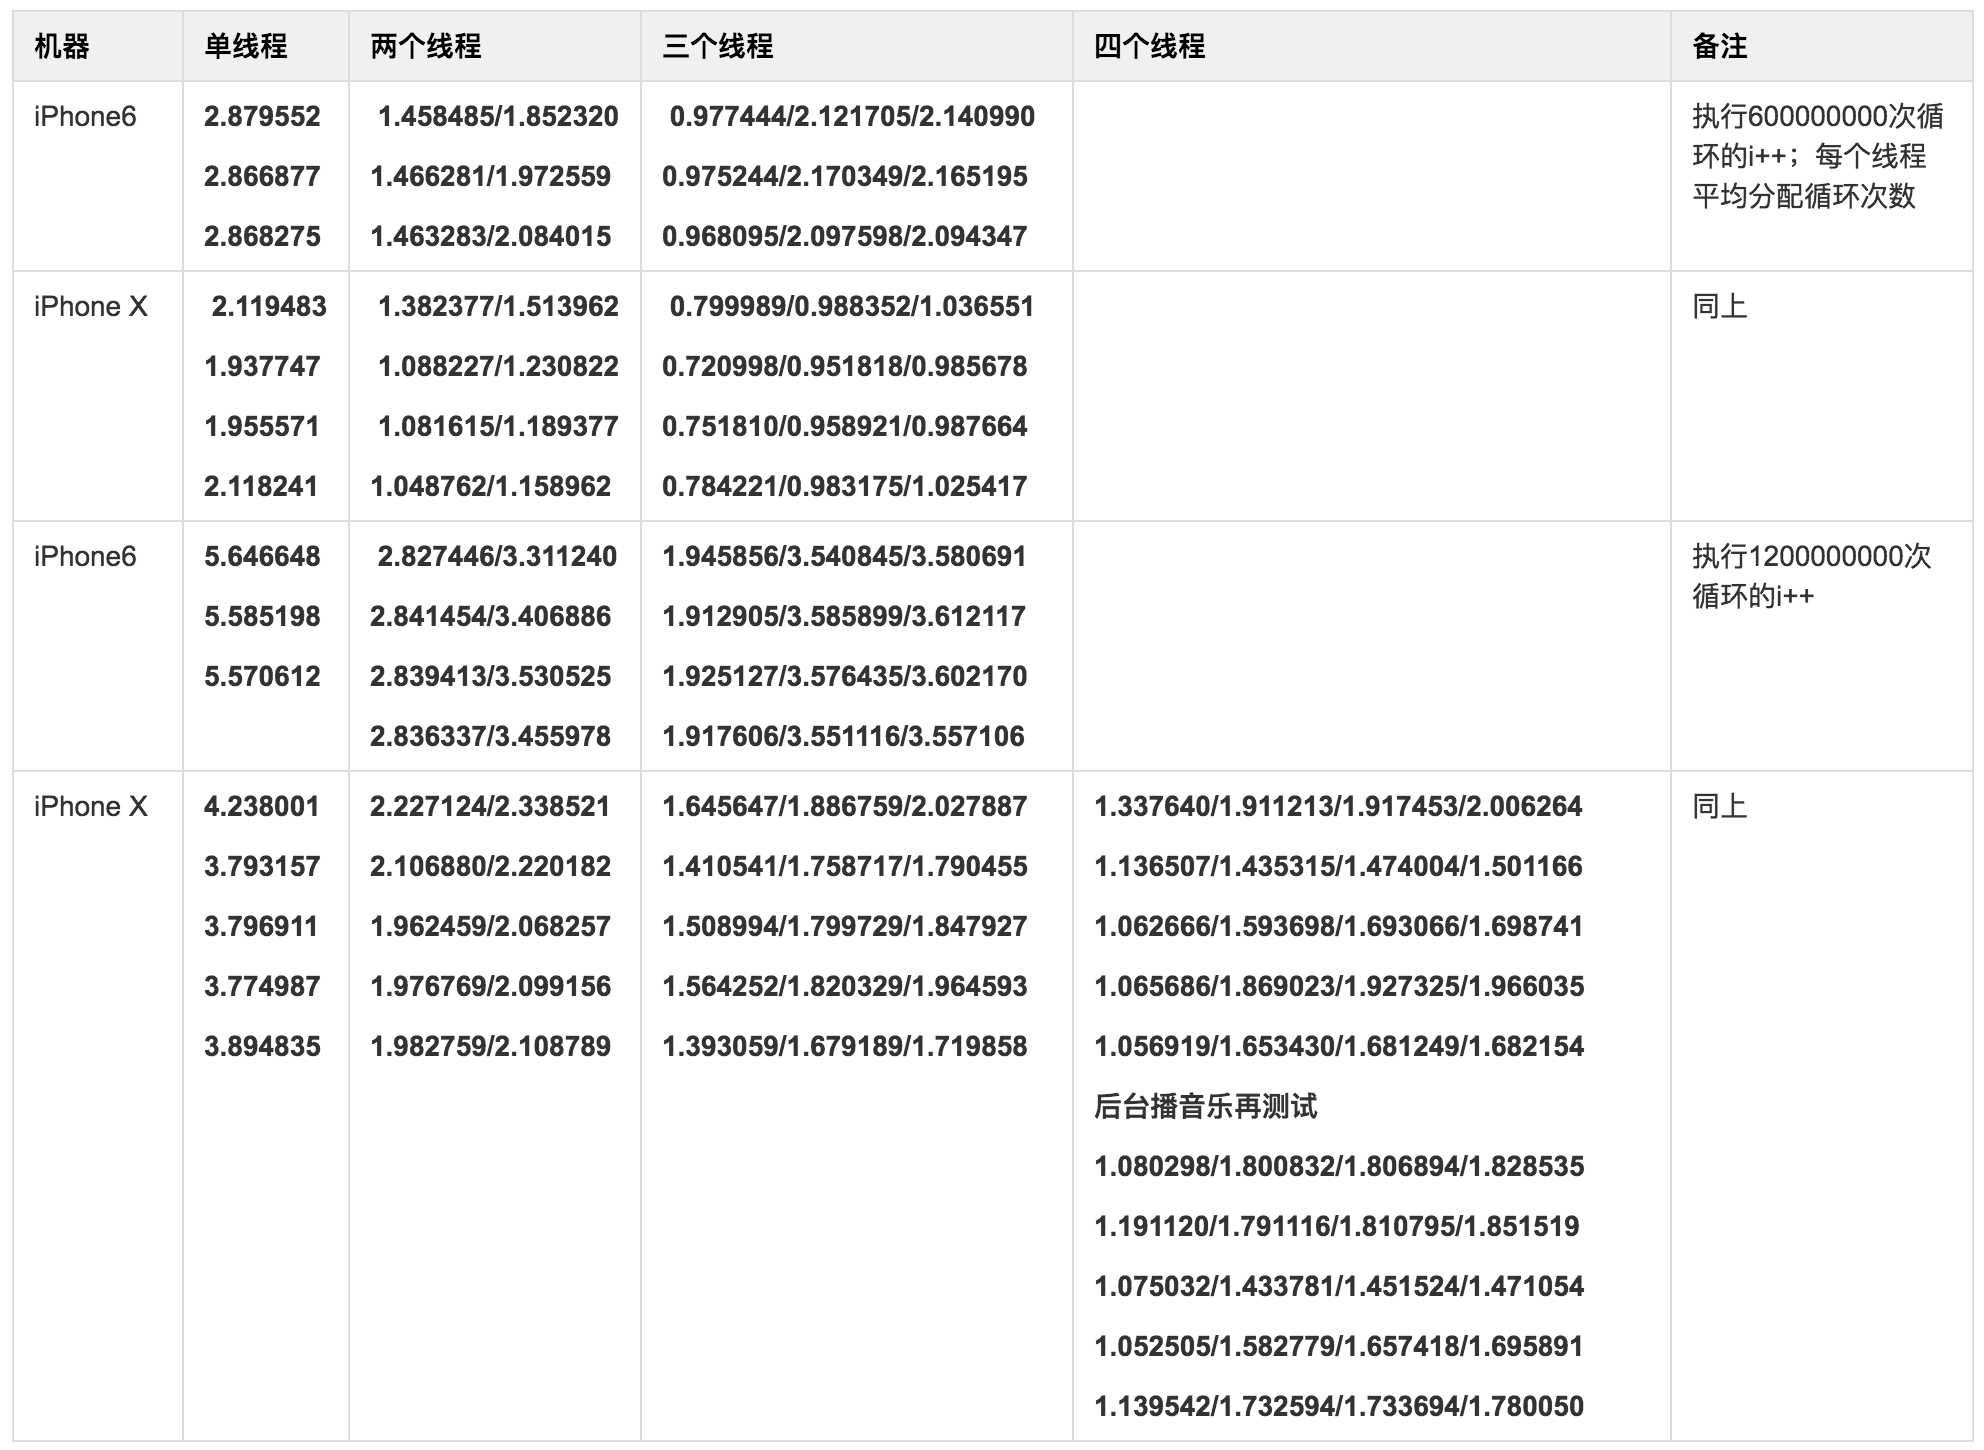 机器 单线程 两个线程 三个线程 四个线程 备注
iPhone6 2.879552 1.458485/1.852320 0.977444/2.121705/2.140990 执行600000000次循
环的i++；每个线程
2.866877 1.466281/1.972559 0.975244/2.170349/2.165195
平均分配循环次数
2.868275 1.463283/2.084015 0.968095/2.097598/2.094347
iPhone X 2.119483 1.382377/1.513962 0.799989/0.988352/1.036551 同上
1.937747 1.088227/1.230822 0.720998/0.951818/0.985678
1.955571 1.081615/1.189377 0.751810/0.958921/0.987664
2.118241 1.048762/1.158962 0.784221/0.983175/1.025417
iPhone6 5.646648 2.827446/3.311240 1.945856/3.540845/3.580691 执行1200000000次
循环的i++
5.585198 2.841454/3.406886 1.912905/3.585899/3.612117
5.570612 2.839413/3.530525 1.925127/3.576435/3.602170
2.836337/3.455978 1.917606/3.551116/3.557106
iPhone X 4.238001 2.227124/2.338521 1.645647/1.886759/2.027887 1.337640/1.911213/1.917453/2.006264 同上
3.793157 2.106880/2.220182 1.410541/1.758717/1.790455 1.136507/1.435315/1.474004/1.501166
3.796911 1.962459/2.068257 1.508994/1.799729/1.847927 1.062666/1.593698/1.693066/1.698741
3.774987 1.976769/2.099156 1.564252/1.820329/1.964593 1.065686/1.869023/1.927325/1.966035
3.894835 1.982759/2.108789 1.393059/1.679189/1.719858 1.056919/1.653430/1.681249/1.682154
后台播音乐再测试
1.080298/1.800832/1.806894/1.828535
1.191120/1.791116/1.810795/1.851519
1.075032/1.433781/1.451524/1.471054
1.052505/1.582779/1.657418/1.695891
1.139542/1.732594/1.733694/1.780050